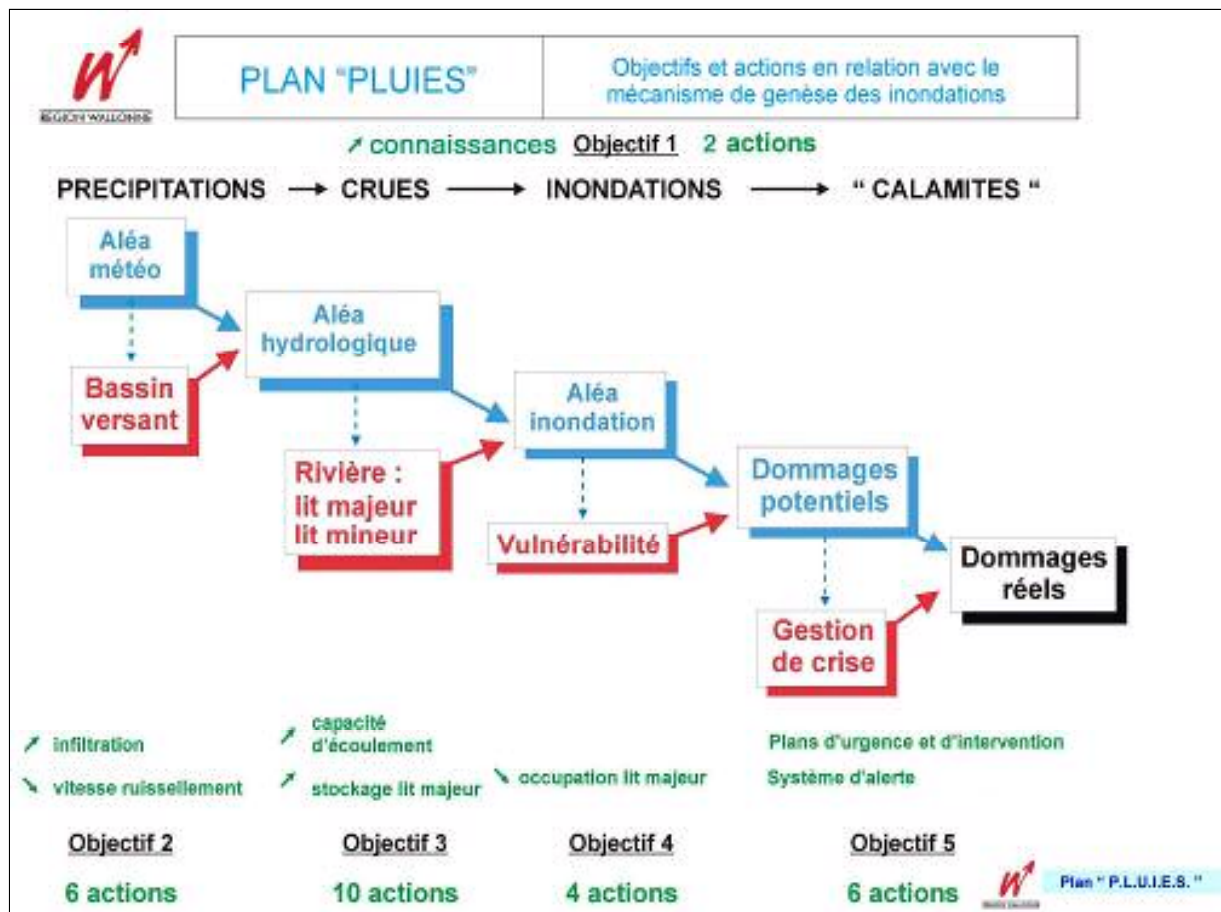 REGION WALLONNE
PLAN "PLUIES"
Objectifs et actions en relation avec le
mécanisme de genèse des inondations
↗ connaissances Objectif 1 2 actions
PRECIPITATIONS → CRUES → INONDATIONS → " CALAMITES "
Aléa
météo
Aléa
hydrologique
Bassin
versant
Aléa
inondation
Rivière :
lit majeur
lit mineur
Dommages
potentiels
Vulnérabilité
Dommages
réels
Gestion
de crise
↗ infiltration
↘ vitesse ruissellement
↗ capacité
d'écoulement
↗ stockage lit majeur
↘ occupation lit majeur
Plans d'urgence et d'intervention
Système d'alerte
Objectif 2
6 actions
Objectif 3
10 actions
Objectif 4
4 actions
Objectif 5
6 actions
REGION WALLONNE
Plan " P.L.U.I.E.S. "